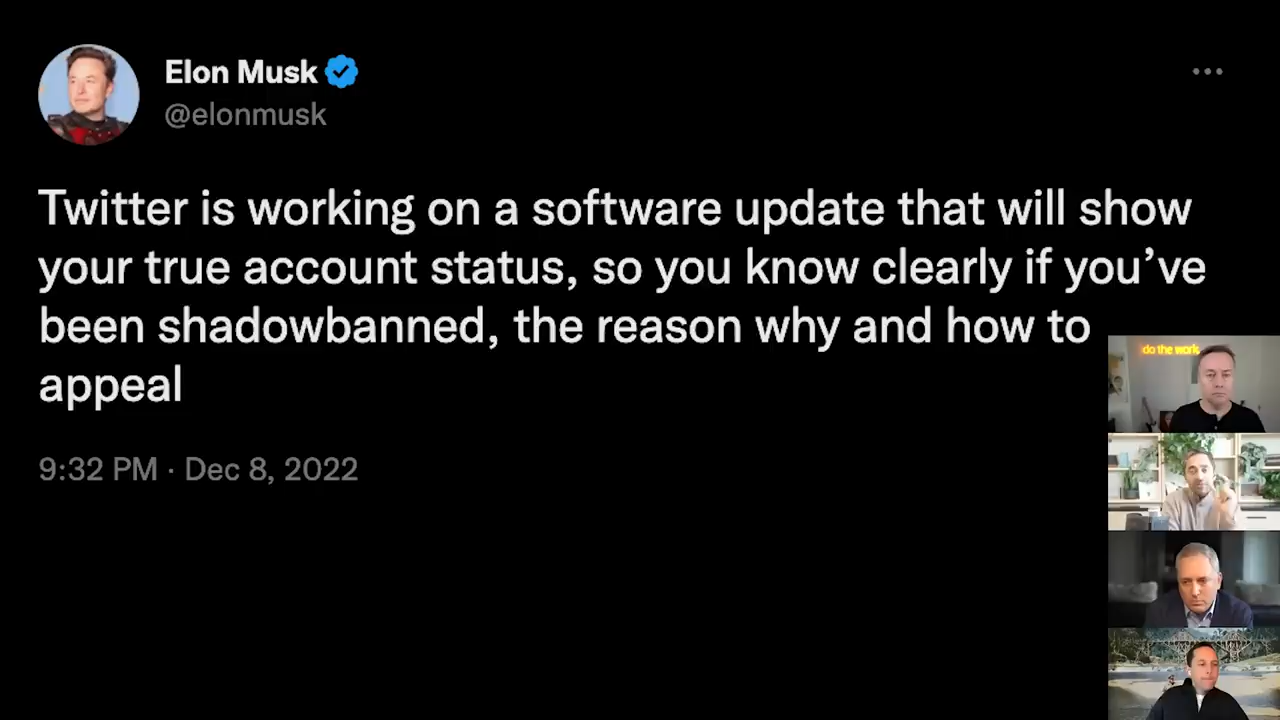 Elon Musk
@elonmusk
Twitter is working on a software update that will show
your true account status, so you know clearly if you’ve
been shadowbanned, the reason why and how to
appeal
9:32 PM · Dec 8, 2022
do the work